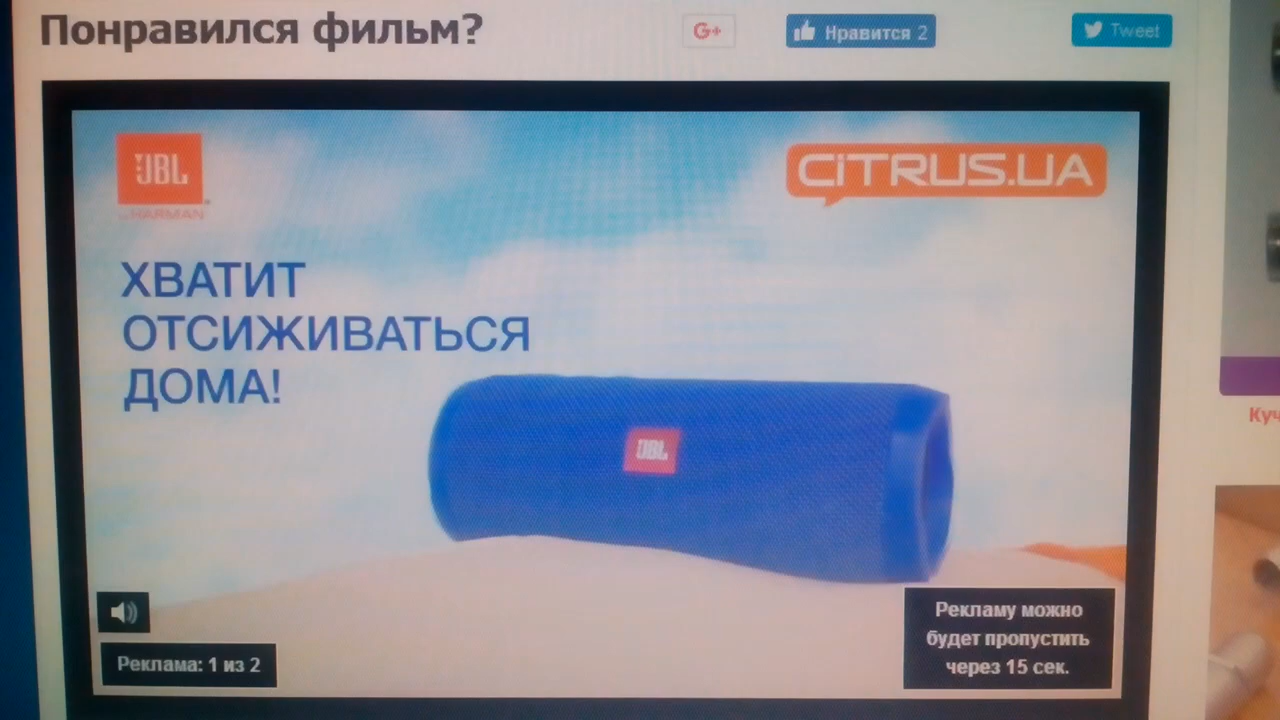 Понравился фильм?
G+
Нравится 2
Tweet
JBL
by HARMAN
CITRUS.UA
ХВАТИТ
ОТСИЖИВАТЬСЯ
ДОМА!
JBL
Реклама: 1 из 2
Рекламу можно
будет пропустить
через 15 сек.